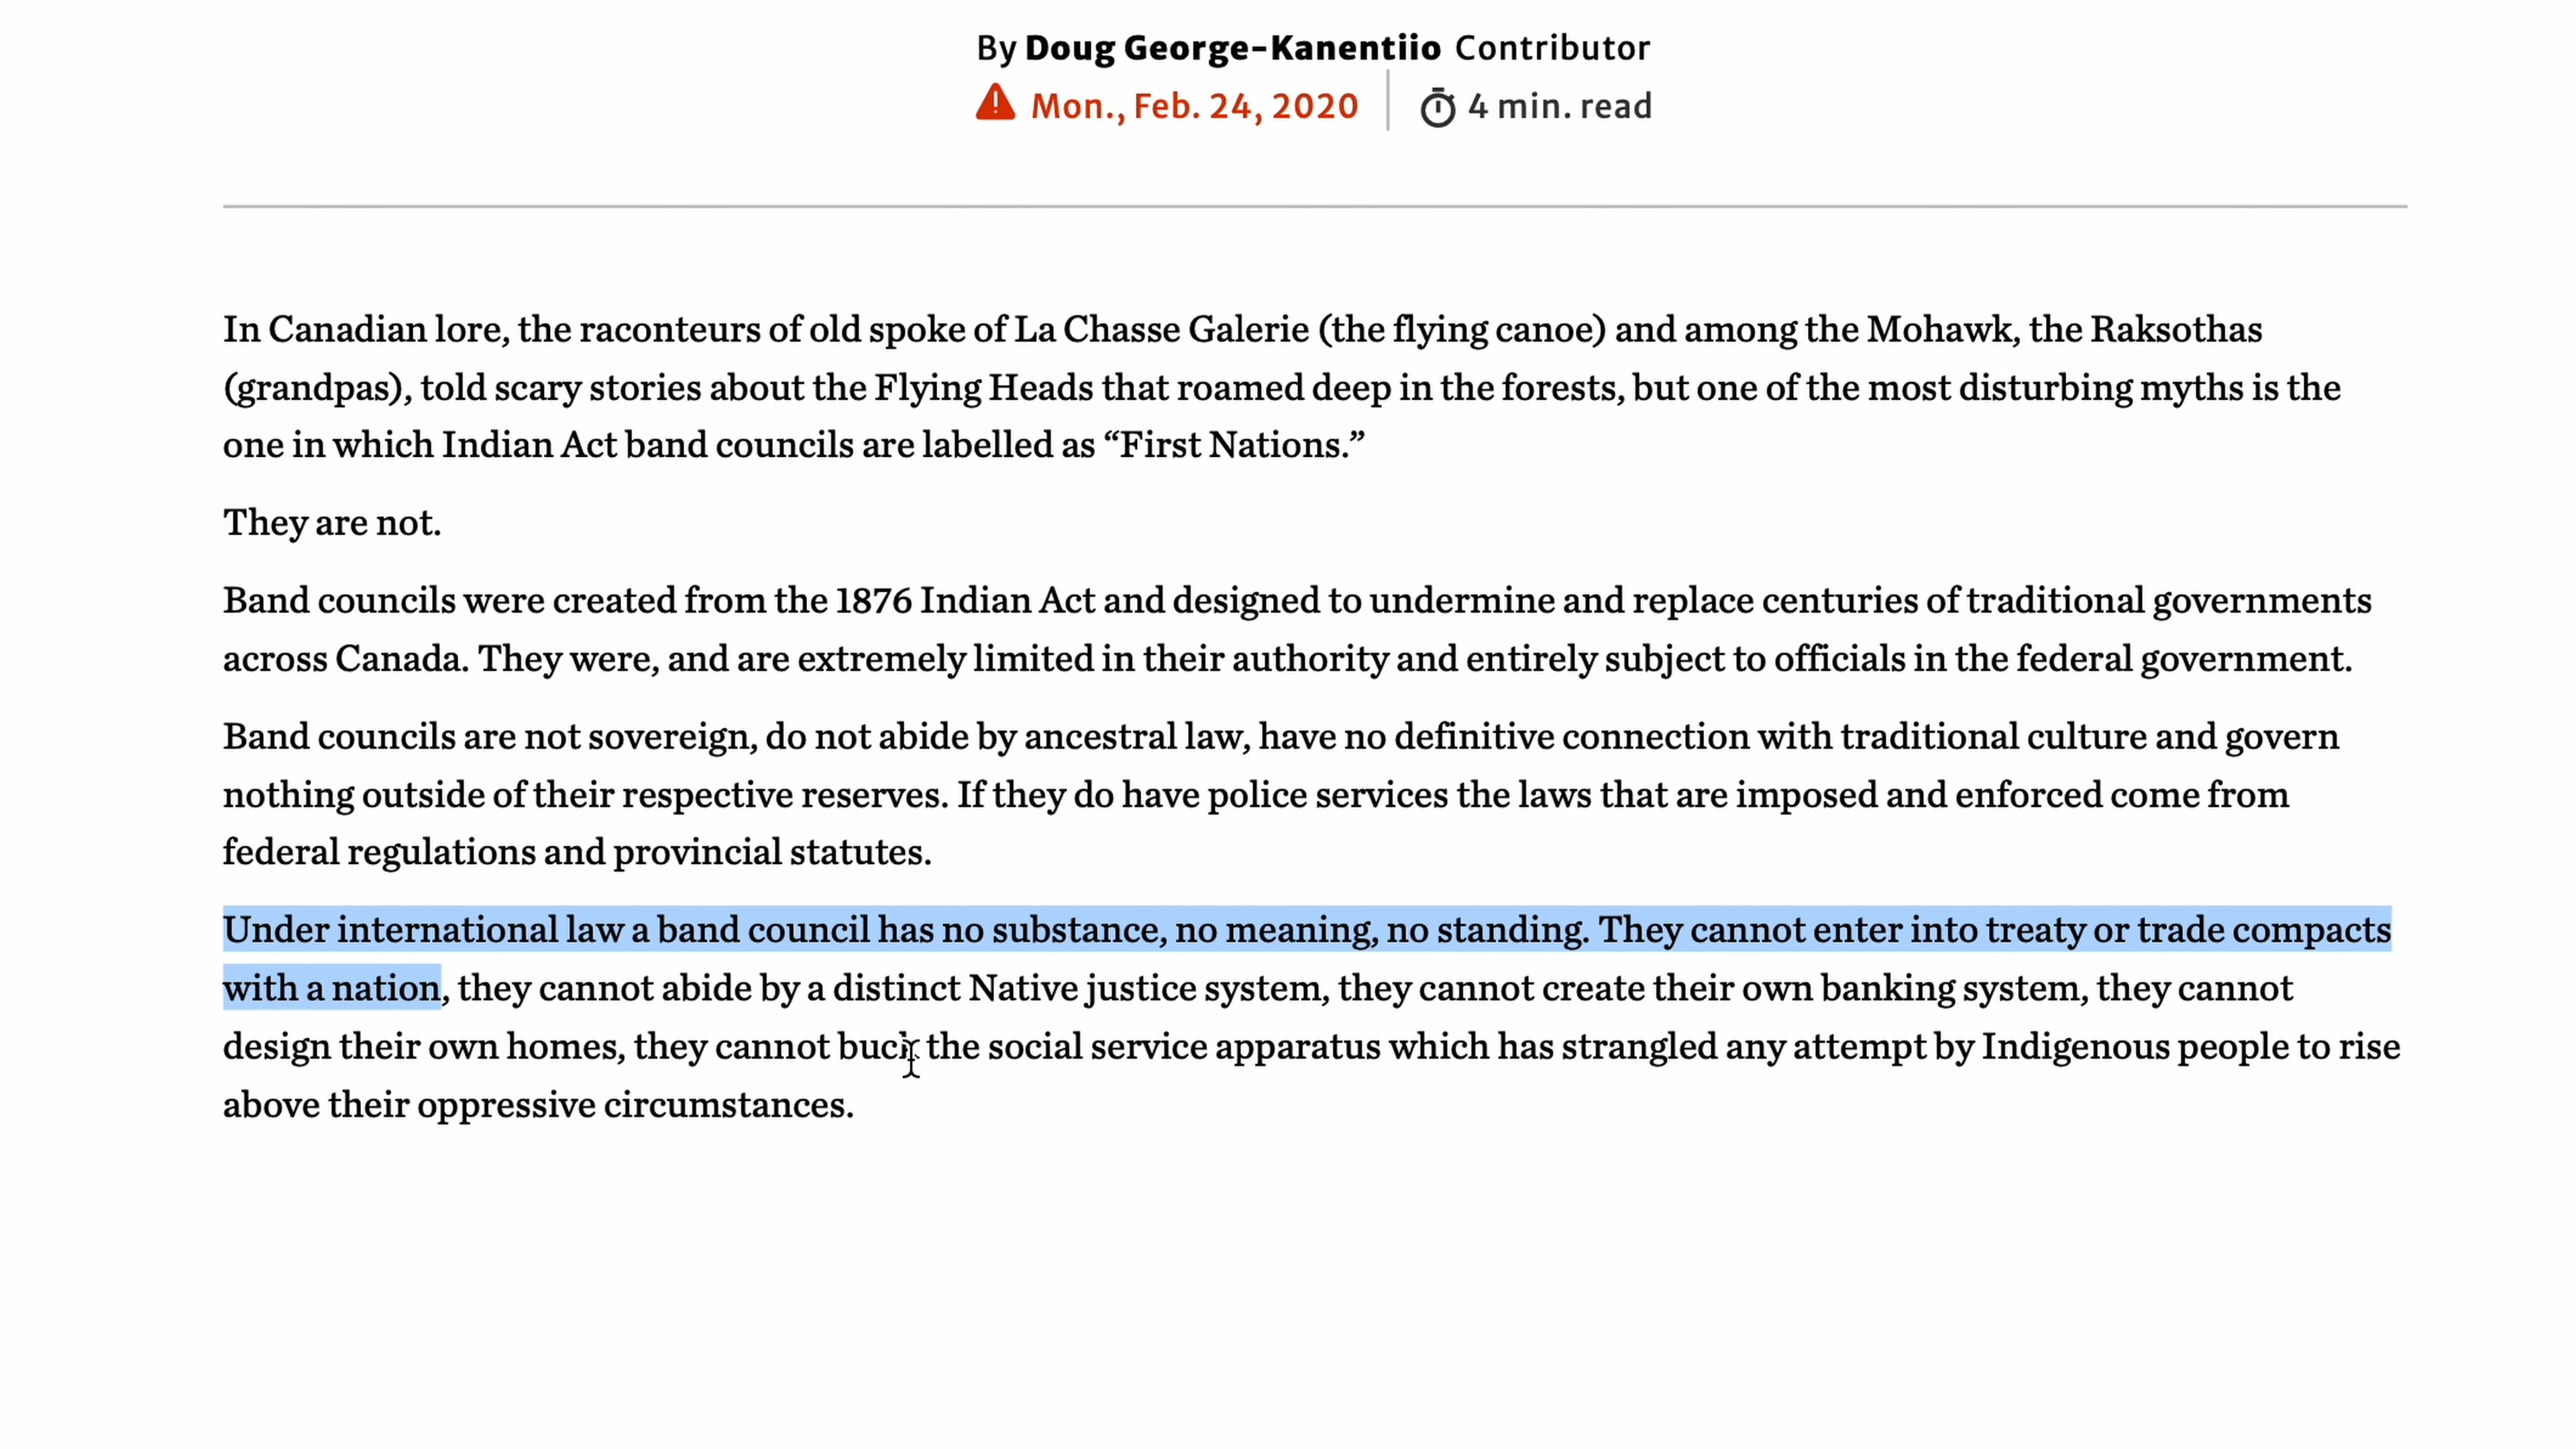 By Doug George-Kanentiio Contributor
Mon., Feb. 24, 2020 4 min. read
In Canadian lore, the raconteurs of old spoke of La Chasse Galerie (the flying canoe) and among the Mohawk, the Raksothas
(grandpas), told scary stories about the Flying Heads that roamed deep in the forests, but one of the most disturbing myths is the
one in which Indian Act band councils are labelled as “First Nations.”
They are not.
Band councils were created from the 1876 Indian Act and designed to undermine and replace centuries of traditional governments
across Canada. They were, and are extremely limited in their authority and entirely subject to officials in the federal government.
Band councils are not sovereign, do not abide by ancestral law, have no definitive connection with traditional culture and govern
nothing outside of their respective reserves. If they do have police services the laws that are imposed and enforced come from
federal regulations and provincial statutes.
Under international law a band council has no substance, no meaning, no standing. They cannot enter into treaty or trade compacts
with a nation, they cannot abide by a distinct Native justice system, they cannot create their own banking system, they cannot
design their own homes, they cannot buck the social service apparatus which has strangled any attempt by Indigenous people to rise
above their oppressive circumstances.